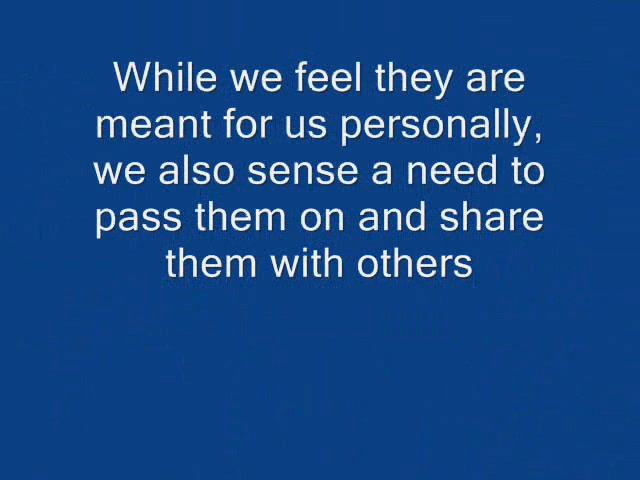 While we feel they are
meant for us personally,
we also sense a need to
pass them on and share
them with others